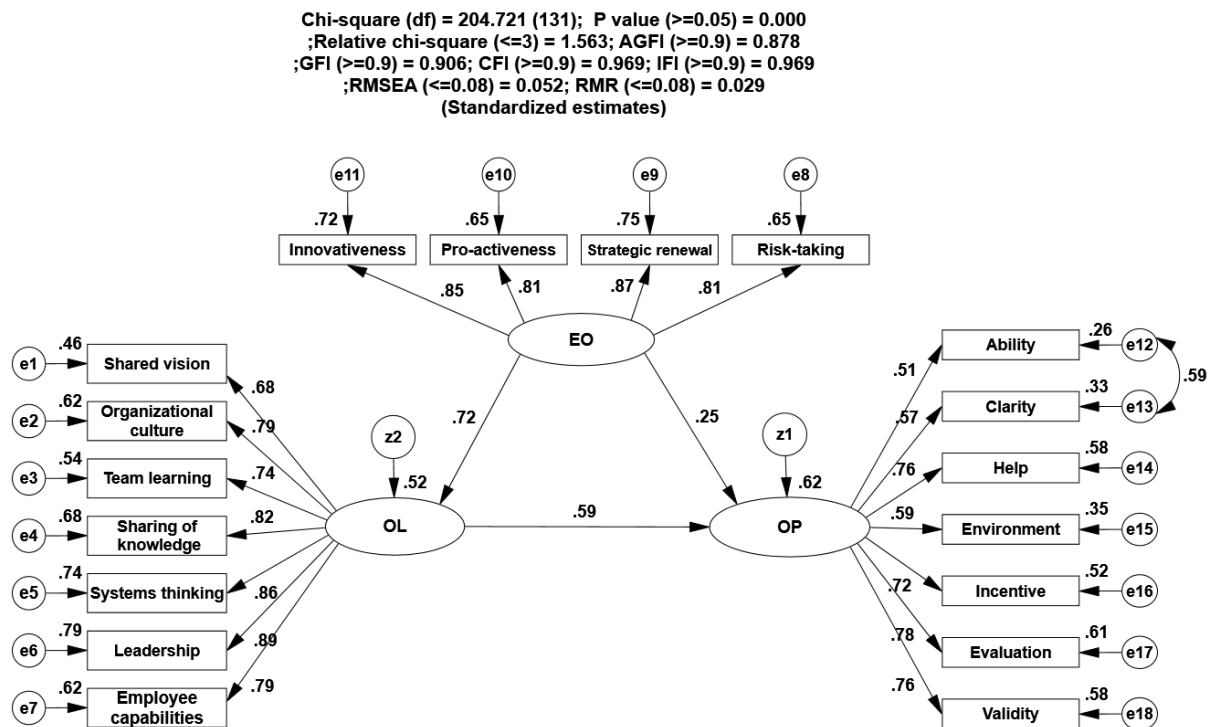 Chi-square (df) = 204.721 (131);  P value (>=0.05) = 0.000
;Relative chi-square (<=3) = 1.563; AGFI (>=0.9) = 0.878
;GFI (>=0.9) = 0.906; CFI (>=0.9) = 0.969; IFI (>=0.9) = 0.969
;RMSEA (<=0.08) = 0.052; RMR (<=0.08) = 0.029
(Standardized estimates)
e11
e10
e9
e8
.72
.65
.75
.65
Innovativeness
Pro-activeness
Strategic renewal
Risk-taking
.85
.81
.87
.81
EO
.72
.25
e1
.46
Shared vision
.68
e2
.62
Organizational
culture
.79
e3
.54
Team learning
.74
e4
.68
Sharing of
knowledge
.82
e5
.74
Systems thinking
.86
e6
.79
Leadership
.89
e7
.62
Employee
capabilities
.79
z2
.52
OL
.59
z1
.62
OP
.51
Ability
.26
e12
.59
.57
Clarity
.33
e13
.76
Help
.58
e14
.59
Environment
.35
e15
.72
Incentive
.52
e16
.78
Evaluation
.61
e17
.76
Validity
.58
e18